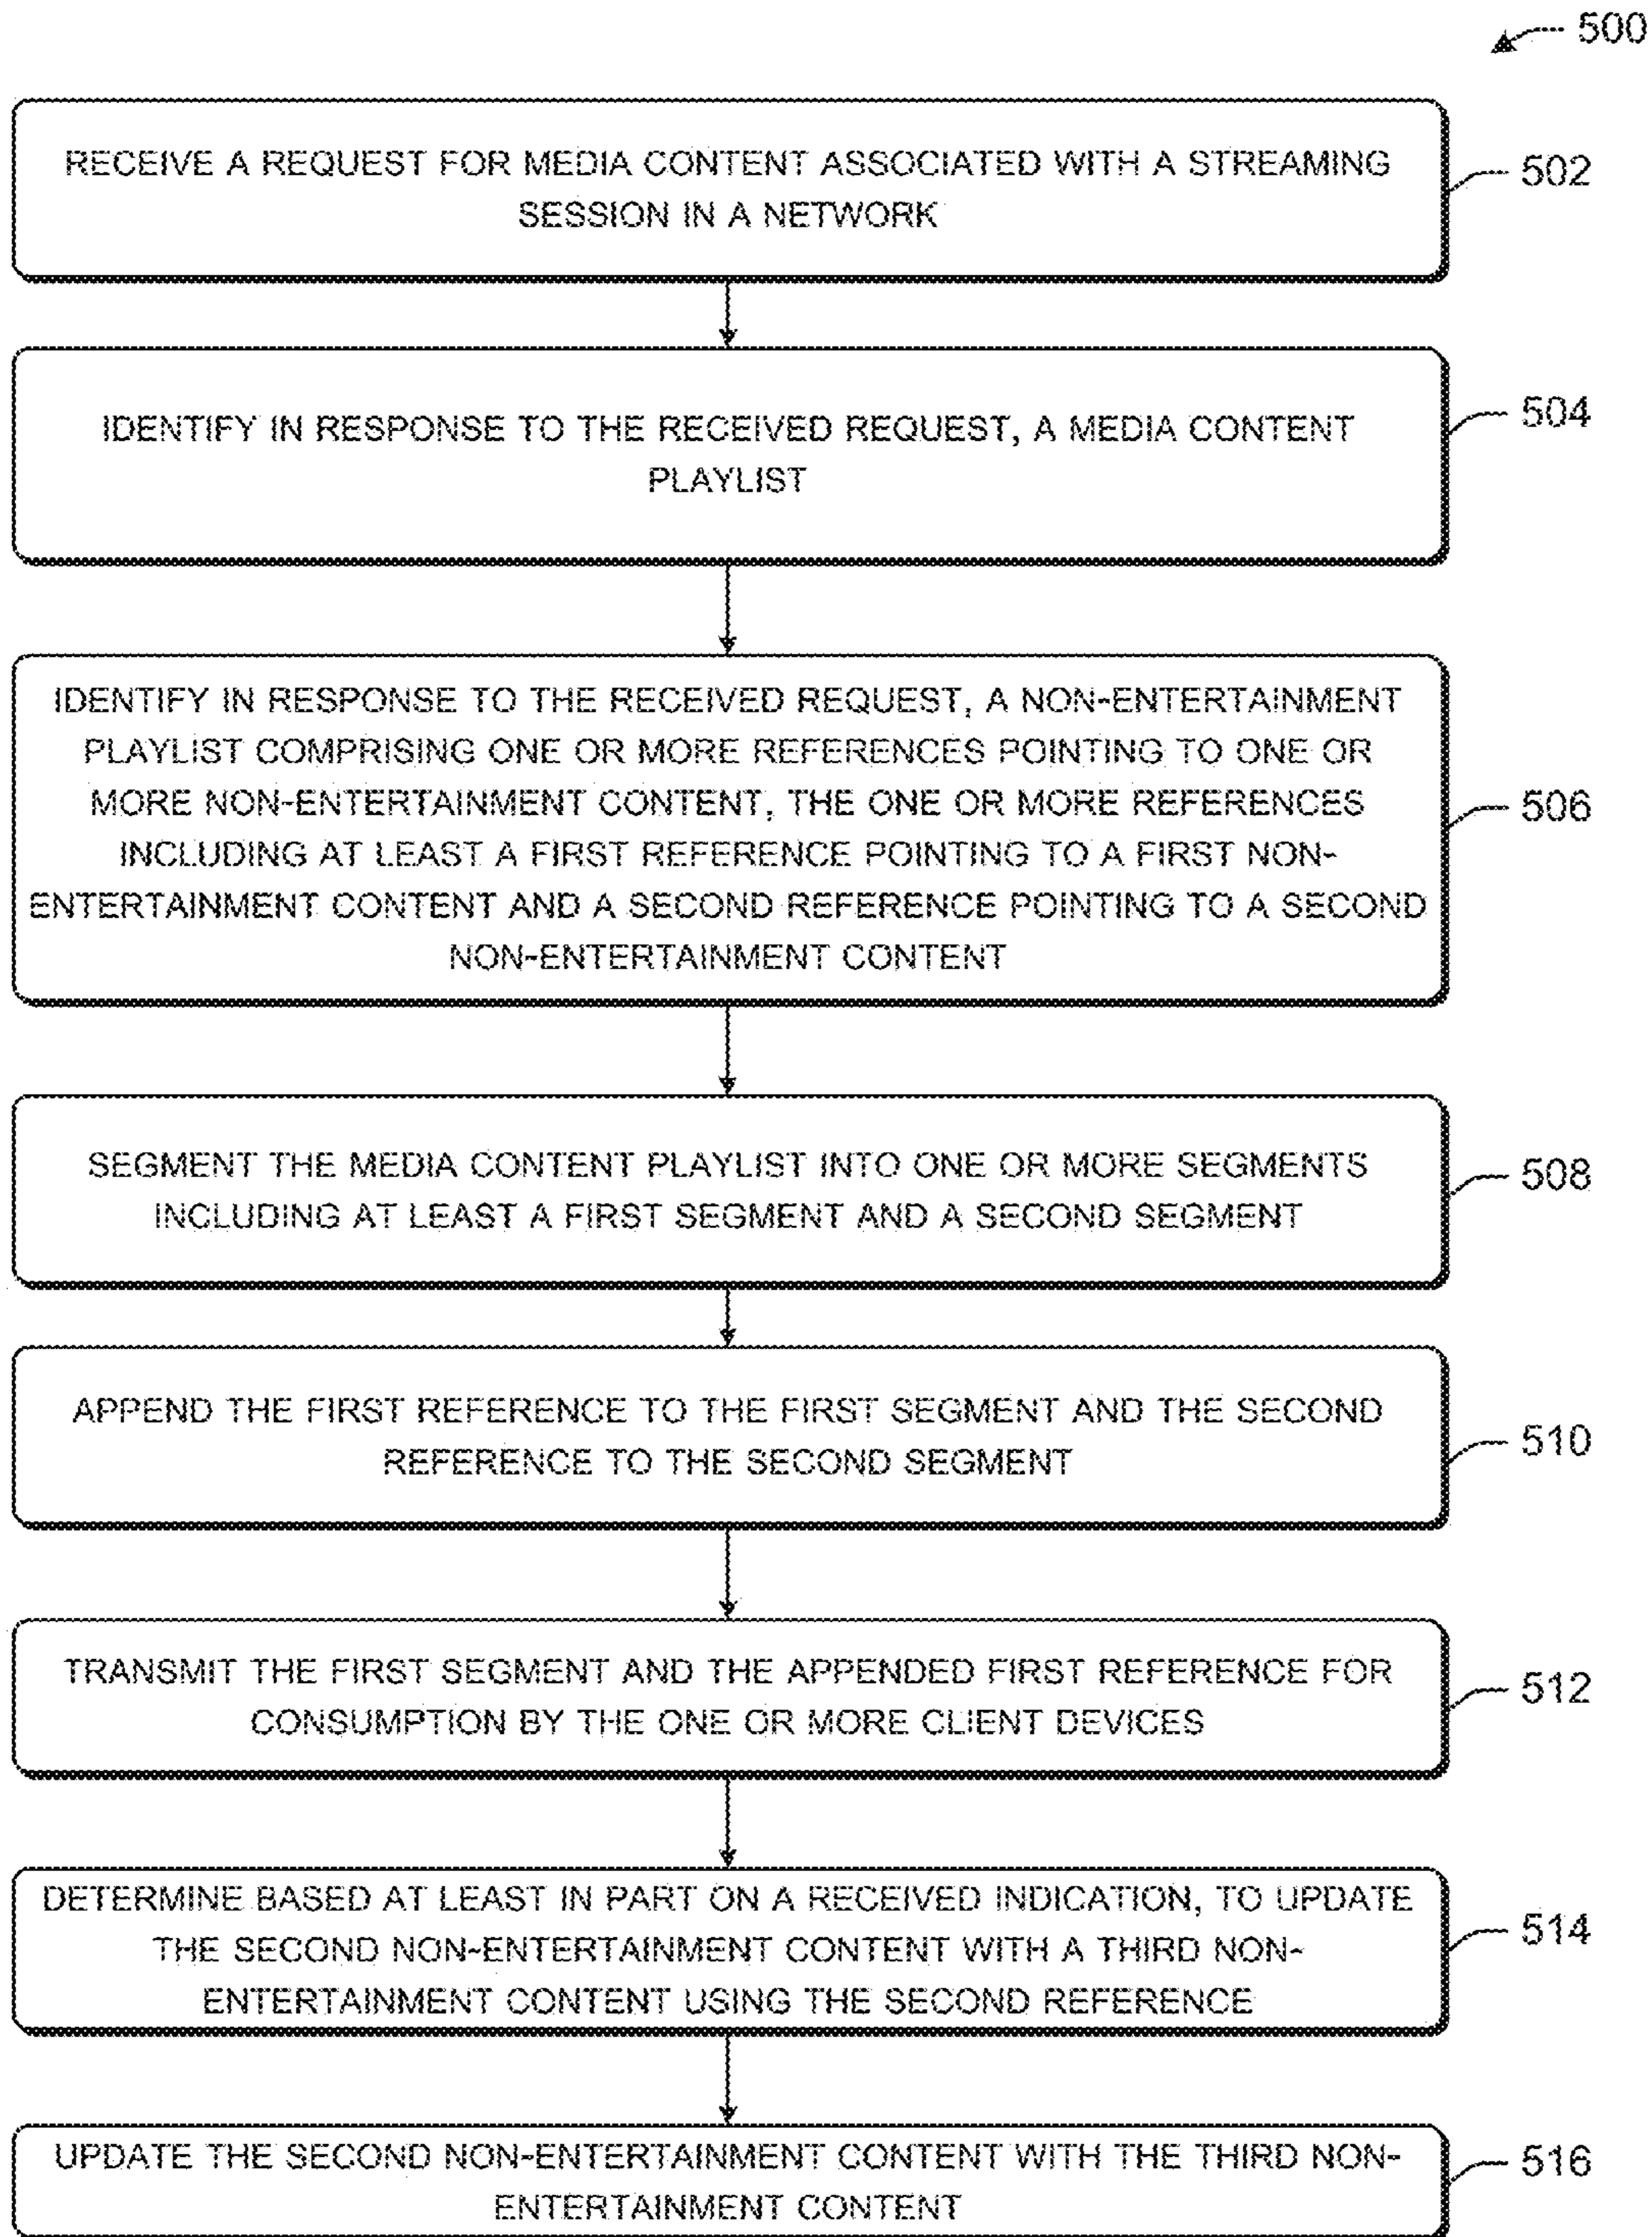 500
RECEIVE A REQUEST FOR MEDIA CONTENT ASSOCIATED WITH A STREAMING
SESSION IN A NETWORK
502
IDENTIFY IN RESPONSE TO THE RECEIVED REQUEST, A MEDIA CONTENT
PLAYLIST
504
IDENTIFY IN RESPONSE TO THE RECEIVED REQUEST, A NON-ENTERTAINMENT
PLAYLIST COMPRISING ONE OR MORE REFERENCES POINTING TO ONE OR
MORE NON-ENTERTAINMENT CONTENT, THE ONE OR MORE REFERENCES
INCLUDING AT LEAST A FIRST REFERENCE POINTING TO A FIRST NON-
ENTERTAINMENT CONTENT AND A SECOND REFERENCE POINTING TO A SECOND
NON-ENTERTAINMENT CONTENT
506
SEGMENT THE MEDIA CONTENT PLAYLIST INTO ONE OR MORE SEGMENTS
INCLUDING AT LEAST A FIRST SEGMENT AND A SECOND SEGMENT
508
APPEND THE FIRST REFERENCE TO THE FIRST SEGMENT AND THE SECOND
REFERENCE TO THE SECOND SEGMENT
510
TRANSMIT THE FIRST SEGMENT AND THE APPENDED FIRST REFERENCE FOR
CONSUMPTION BY THE ONE OR MORE CLIENT DEVICES
512
DETERMINE BASED AT LEAST IN PART ON A RECEIVED INDICATION, TO UPDATE
THE SECOND NON-ENTERTAINMENT CONTENT WITH A THIRD NON-
ENTERTAINMENT CONTENT USING THE SECOND REFERENCE
514
UPDATE THE SECOND NON-ENTERTAINMENT CONTENT WITH THE THIRD NON-
ENTERTAINMENT CONTENT
516